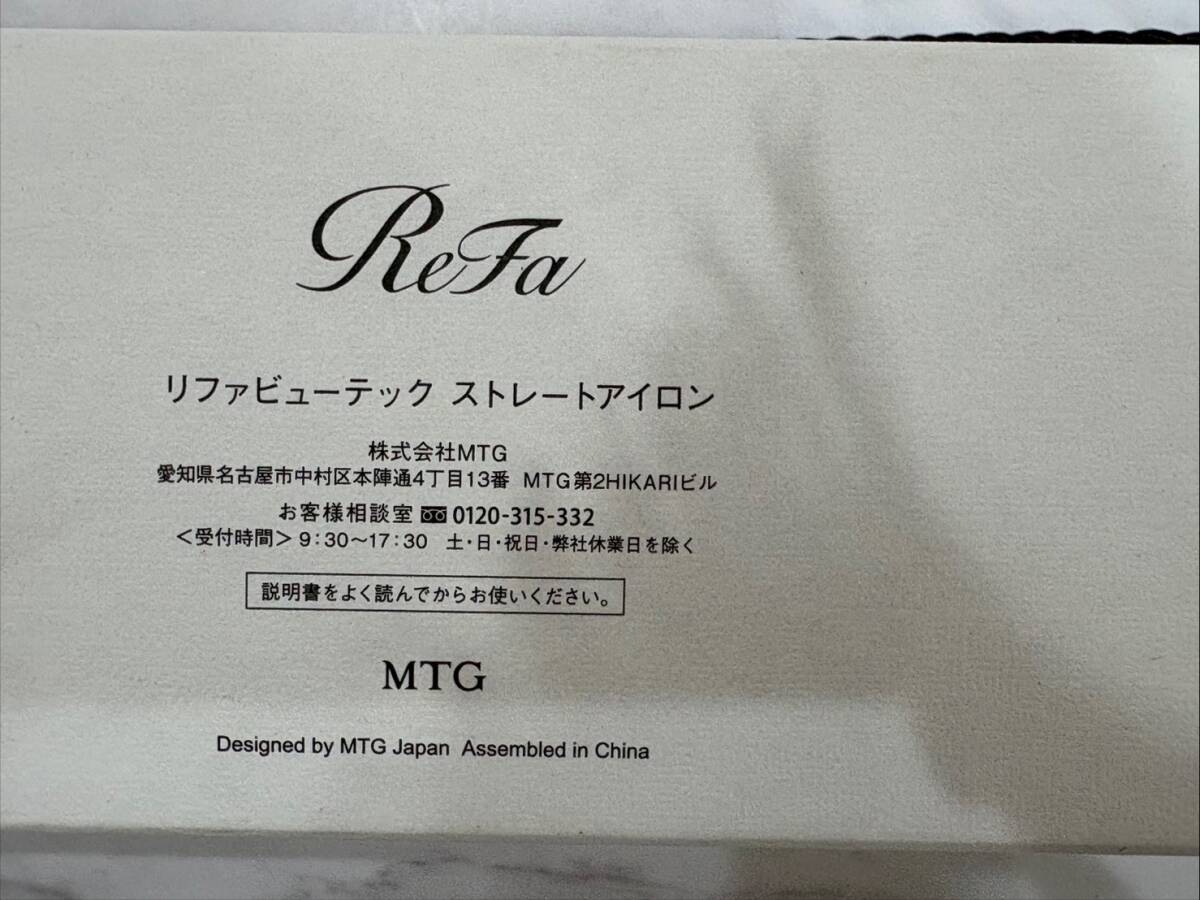 ReFa
リファビューテック ストレートアイロン
株式会社MTG
愛知県名古屋市中村区本陣通4丁目13番 MTG第2HIKARIビル
お客様相談室 0120-315-332
＜受付時間＞9：30～17：30 土・日・祝日・弊社休業日を除く
説明書をよく読んでからお使いください。
MTG
Designed by MTG Japan Assembled in China